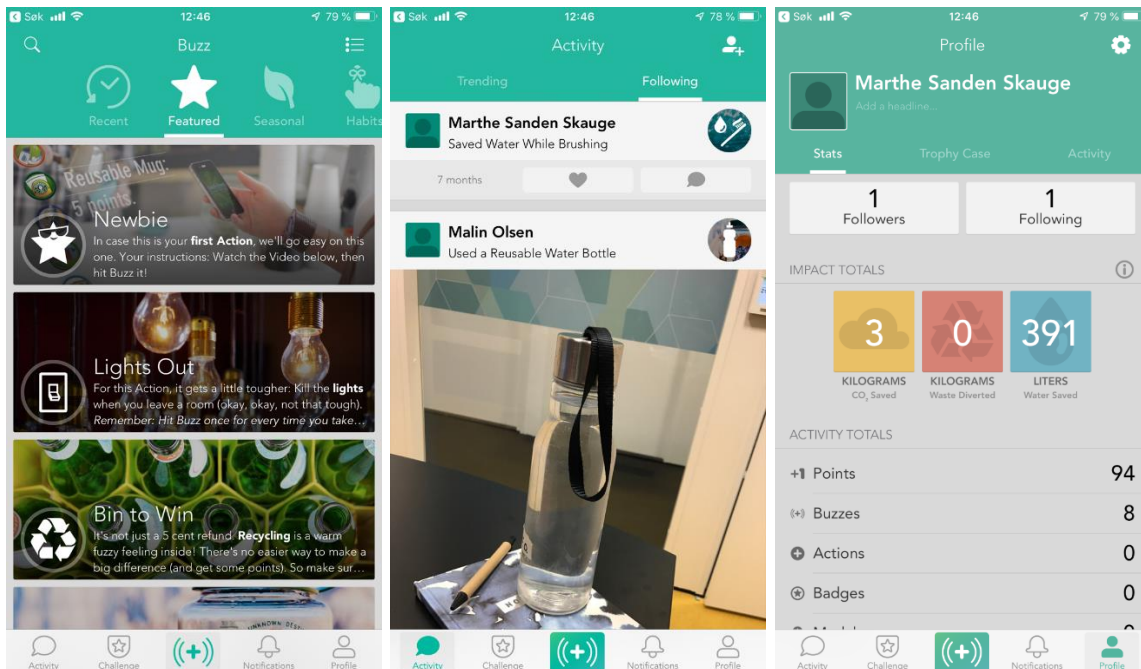 Søk
12:46
79 %
Buzz
Recent
Featured
Seasonal
Habits
Reusable Mug:
5 points.
Newbie
In case this is your first Action, we'll go easy on this
one. Your instructions: Watch the Video below, then
hit Buzz it!
Lights Out
For this Action, it gets a little tougher: Kill the lights
when you leave a room (okay, okay, not that tough).
Remember: Hit Buzz once for every time you take…
Bin to Win
It's not just a 5 cent refund. Recycling is a warm
fuzzy feeling inside! There's no easier way to make a
big difference (and get some points). So make sur…
Activity
Challenge
((+))
Notifications
Profile
Søk
12:46
78 %
Activity
Trending
Following
Marthe Sanden Skauge
Saved Water While Brushing
7 months
Malin Olsen
Used a Reusable Water Bottle
Activity
Challenge
((+))
Notifications
Profile
Søk
12:46
79 %
Profile
Marthe Sanden Skauge
Add a headline...
Stats
Trophy Case
Activity
1
Followers
1
Following
IMPACT TOTALS
3
KILOGRAMS
CO₂ Saved
0
KILOGRAMS
Waste Diverted
391
LITERS
Water Saved
ACTIVITY TOTALS
+1 Points 94
((+)) Buzzes 8
Actions 0
Badges 0
Activity
Challenge
((+))
Notifications
Profile